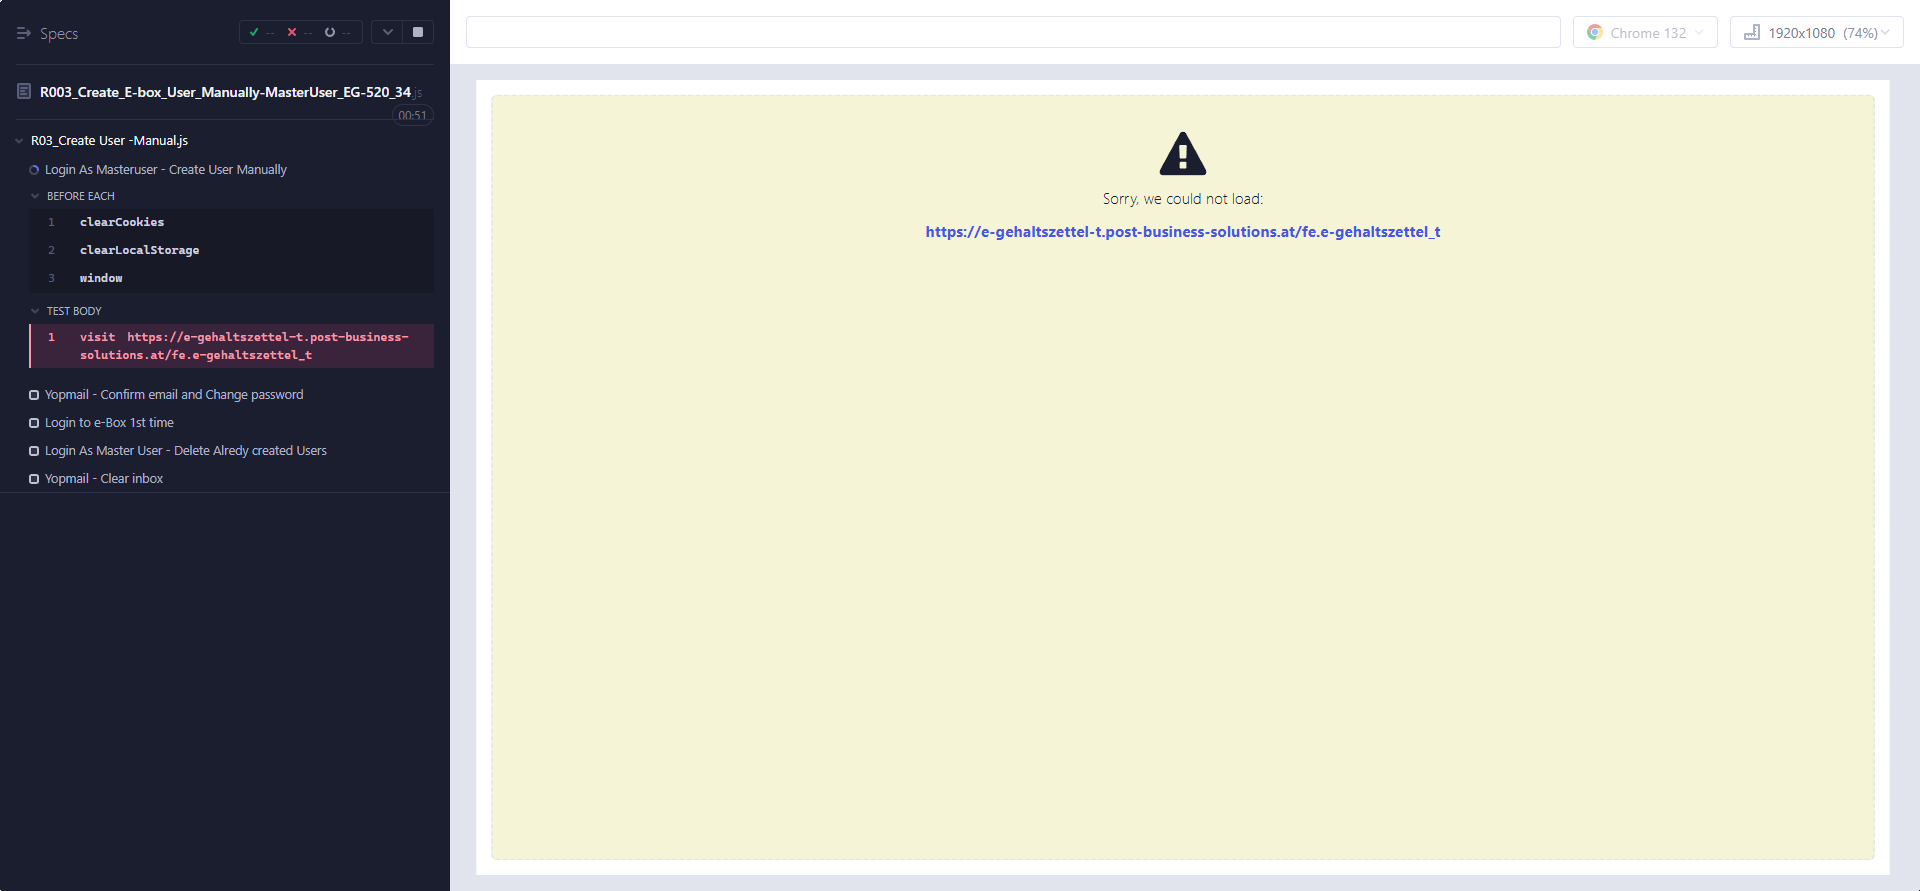 Specs
--
--
--
R003_Create_E-box_User_Manually-MasterUser_EG-520_34.js
00:51
R03_Create User -Manual.js
Login As Masteruser - Create User Manually
BEFORE EACH
1 clearCookies
2 clearLocalStorage
3 window
TEST BODY
1 visit https://e-gehaltszettel-t.post-business-
solutions.at/fe.e-gehaltszettel_t
Yopmail - Confirm email and Change password
Login to e-Box 1st time
Login As Master User - Delete Alredy created Users
Yopmail - Clear inbox
Chrome 132
1920x1080 (74%)
Sorry, we could not load:
https://e-gehaltszettel-t.post-business-solutions.at/fe.e-gehaltszettel_t